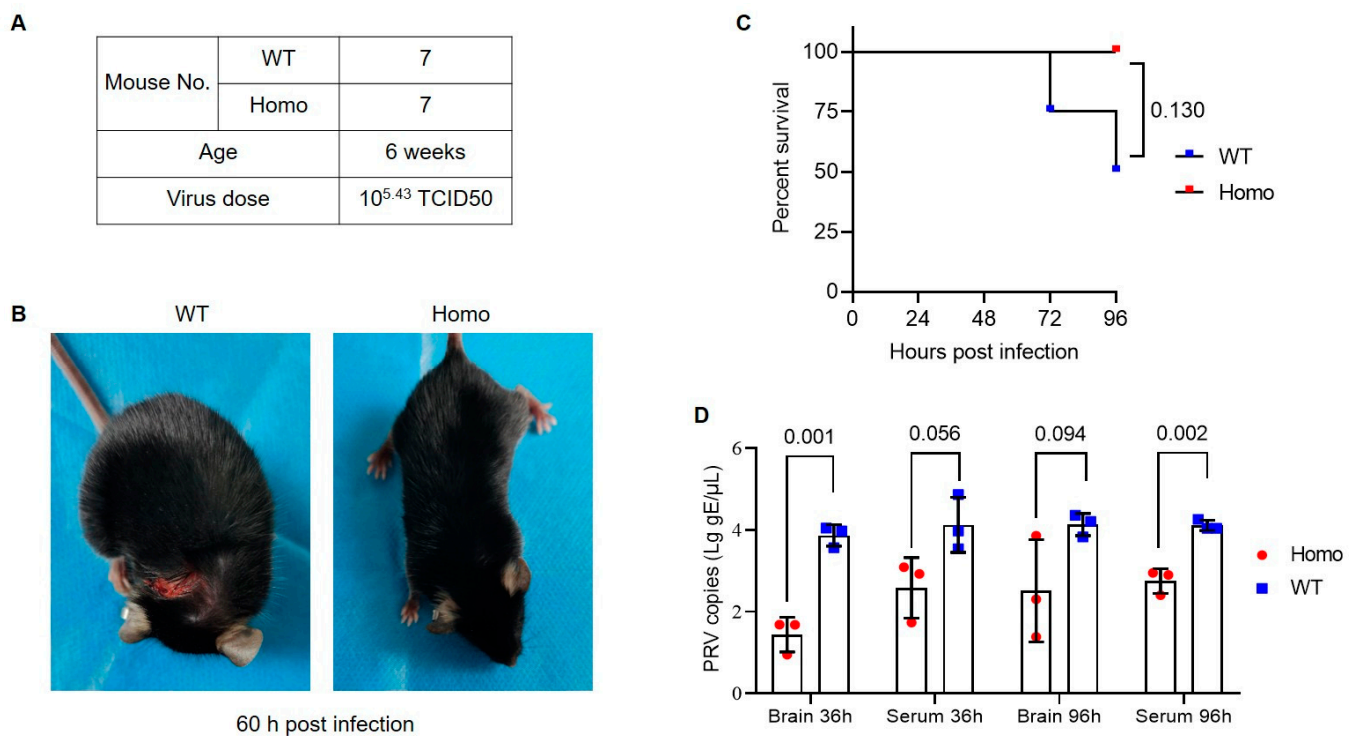 A
Mouse No.
WT
7
Homo
7
Age
6 weeks
Virus dose
10^5.43 TCID50
B
WT
Homo
60 h post infection
C
Percent survival
100
75
50
25
0
0 24 48 72 96
Hours post infection
0.130
WT
Homo
D
PRV copies (Lg gE/μL)
6
4
2
0
0.001
0.056
0.094
0.002
Brain 36h
Serum 36h
Brain 96h
Serum 96h
Homo
WT